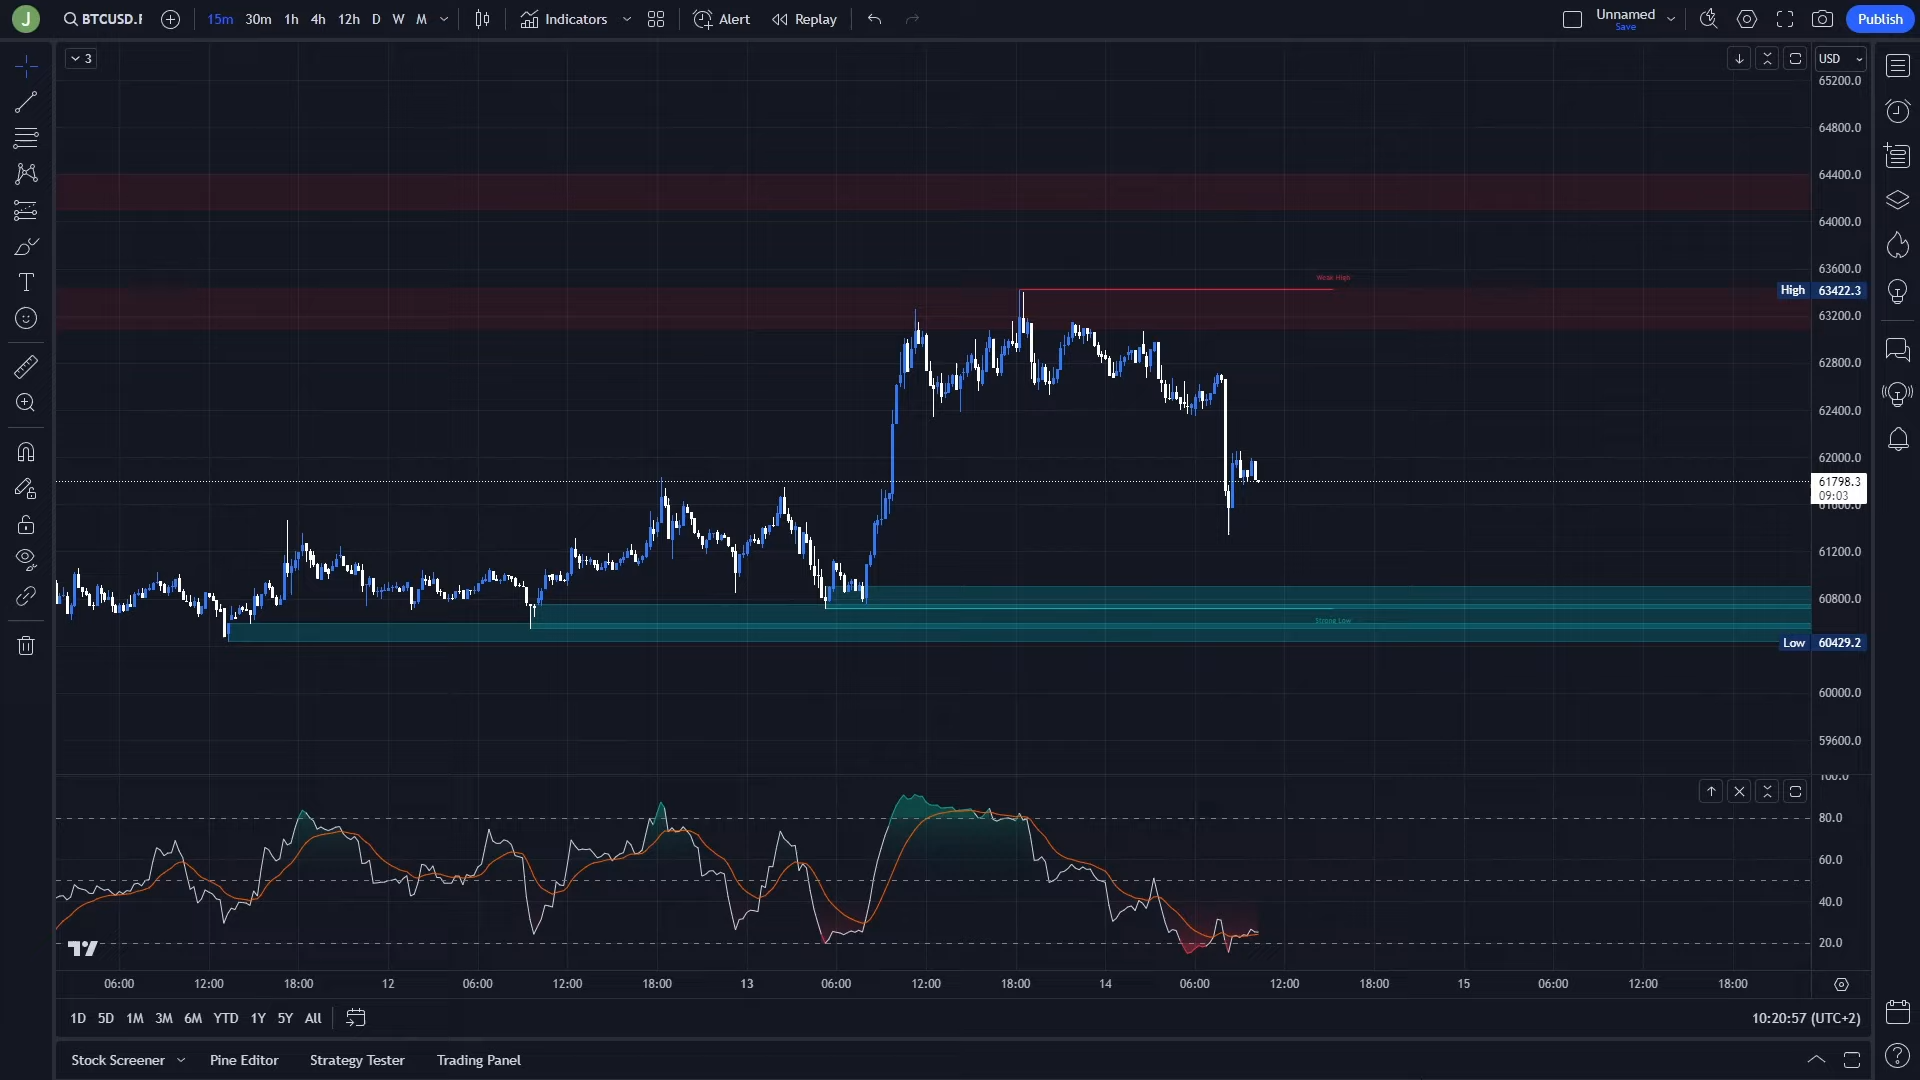 J
BTCUSD.F
15m 30m 1h 4h 12h D W M
Indicators
Alert
Replay
Unnamed
Save
Publish
3
USD
65200.0
64800.0
64400.0
64000.0
63600.0
Weak High
High 63422.3
63200.0
62800.0
62400.0
62000.0
61798.3
09:03
61600.0
61200.0
60800.0
Strong Low
Low 60429.2
60000.0
59600.0
100.0
80.0
60.0
40.0
20.0
06:00 12:00 18:00 12 06:00 12:00 18:00 13 06:00 12:00 18:00 14 06:00 12:00 18:00 15 06:00 12:00 18:00
1D 5D 1M 3M 6M YTD 1Y 5Y All
10:20:57 (UTC+2)
Stock Screener Pine Editor Strategy Tester Trading Panel